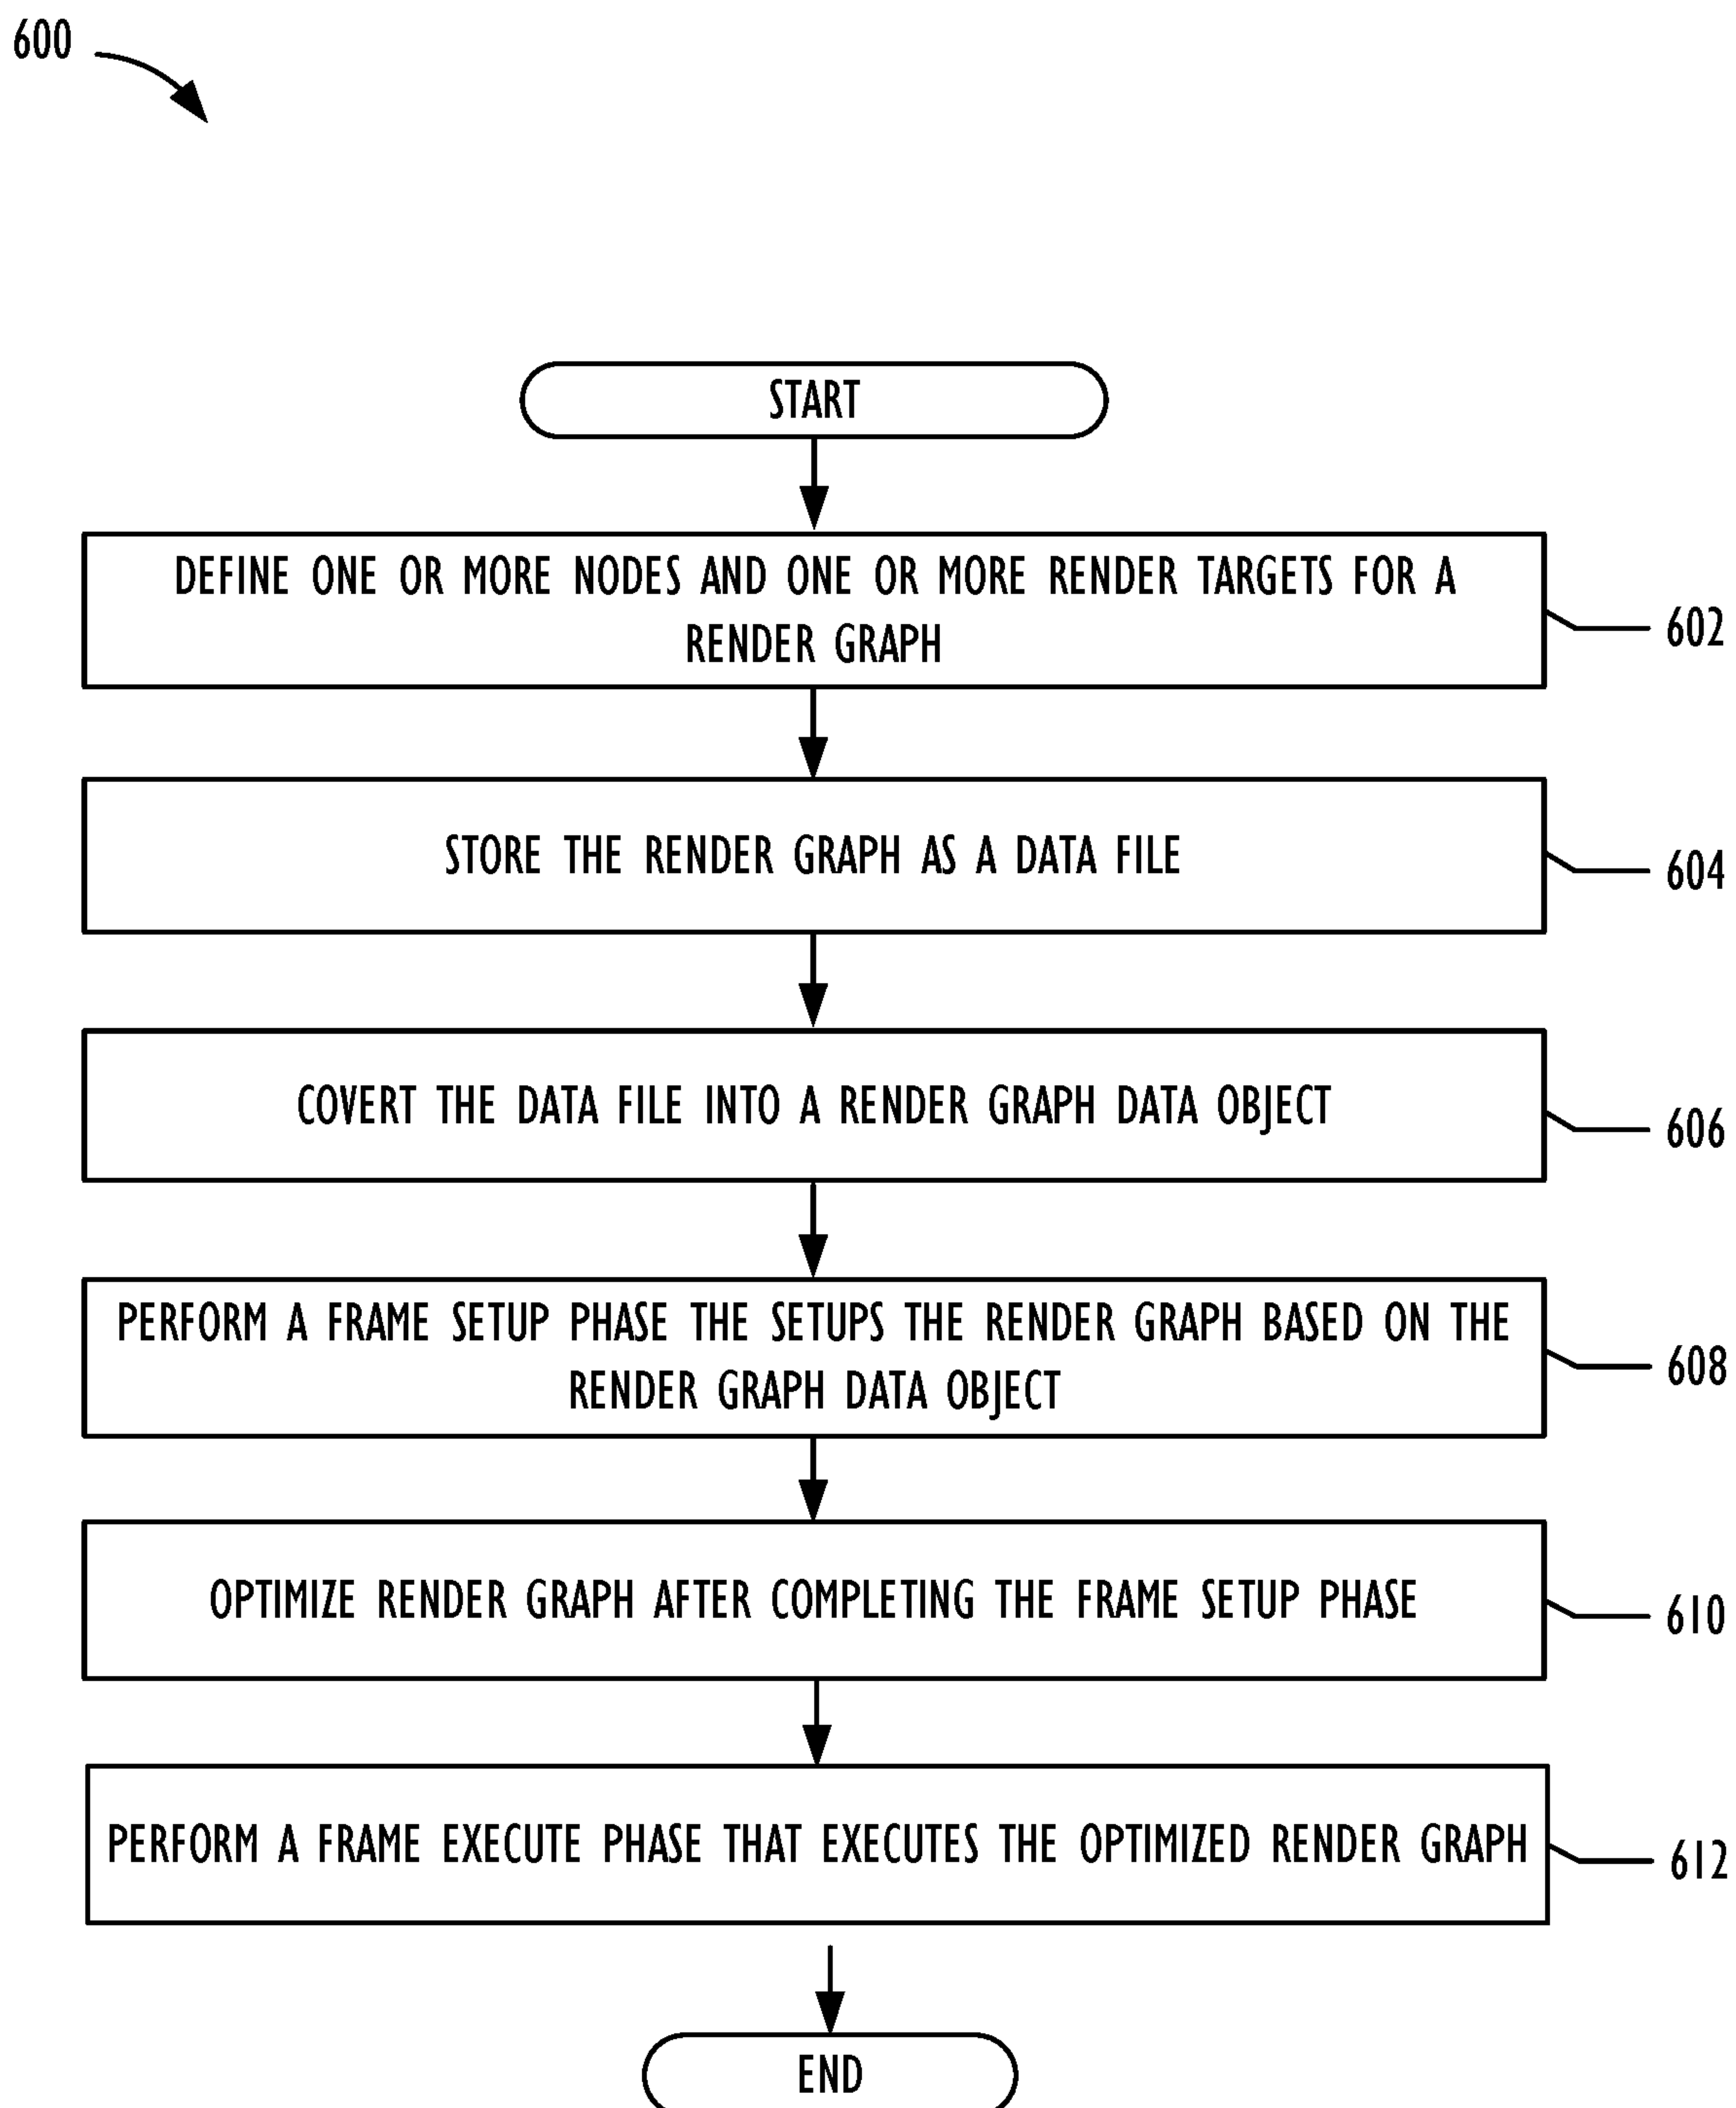 600
START
DEFINE ONE OR MORE NODES AND ONE OR MORE RENDER TARGETS FOR A
RENDER GRAPH
602
STORE THE RENDER GRAPH AS A DATA FILE
604
COVERT THE DATA FILE INTO A RENDER GRAPH DATA OBJECT
606
PERFORM A FRAME SETUP PHASE THE SETUPS THE RENDER GRAPH BASED ON THE
RENDER GRAPH DATA OBJECT
608
OPTIMIZE RENDER GRAPH AFTER COMPLETING THE FRAME SETUP PHASE
610
PERFORM A FRAME EXECUTE PHASE THAT EXECUTES THE OPTIMIZED RENDER GRAPH
612
END